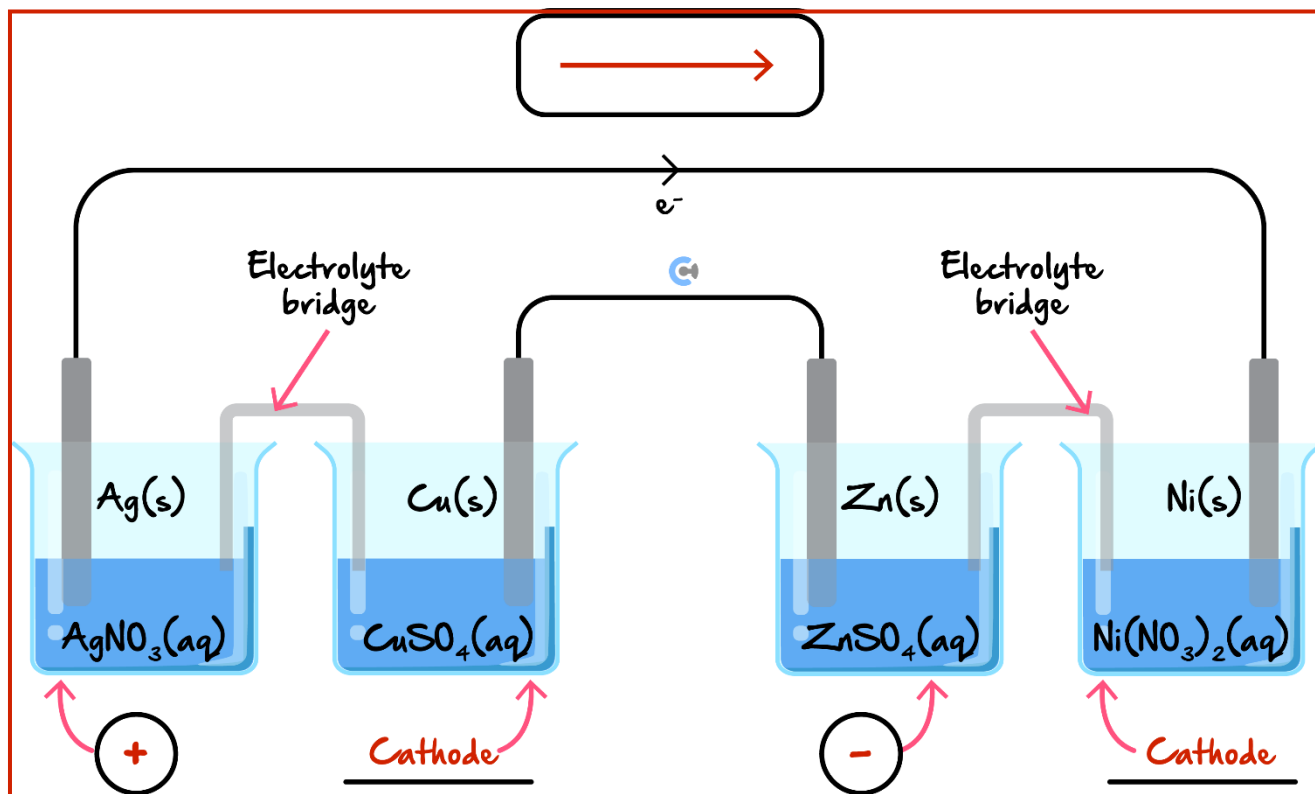 e⁻
Electrolyte
bridge
Electrolyte
bridge
Ag(s)
Cu(s)
Zn(s)
Ni(s)
AgNO₃(aq)
CuSO₄(aq)
ZnSO₄(aq)
Ni(NO₃)₂(aq)
+
Cathode
-
Cathode